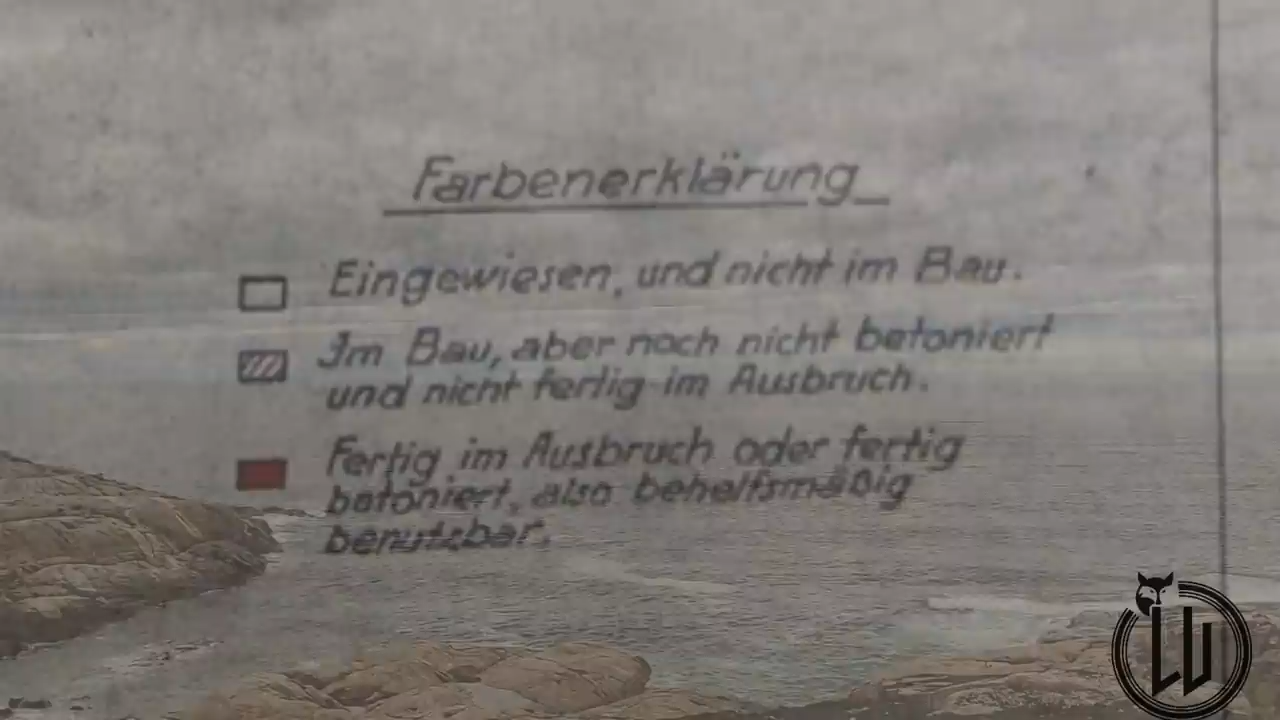 Farbenerklärung
Eingewiesen, und nicht im Bau.
Im Bau, aber noch nicht betoniert
und nicht fertig im Ausbruch.
Fertig im Ausbruch oder fertig
betoniert, also behelfsmäßig
benutzbar.
LW